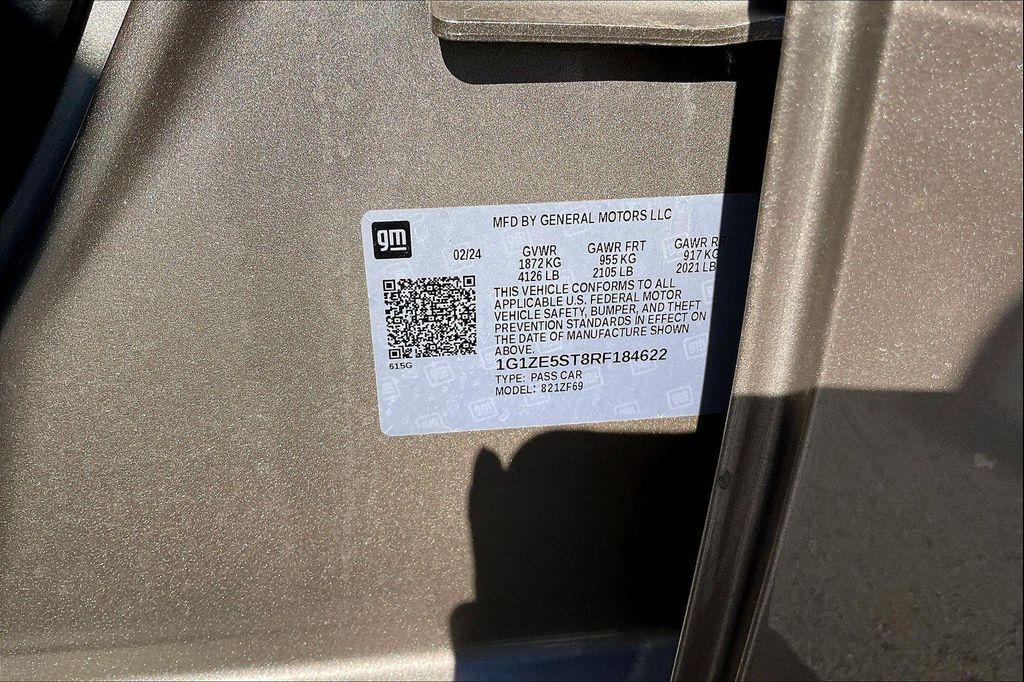 gm
MFD BY GENERAL MOTORS LLC
02/24 GVWR GAWR FRT GAWR RR
1872 KG 955 KG 917 KG
4126 LB 2105 LB 2021 LB
THIS VEHICLE CONFORMS TO ALL
APPLICABLE U.S. FEDERAL MOTOR
VEHICLE SAFETY, BUMPER, AND THEFT
PREVENTION STANDARDS IN EFFECT ON
THE DATE OF MANUFACTURE SHOWN
ABOVE.
615G
1G1ZE5ST8RF184622
TYPE: PASS CAR
MODEL: 821ZF69